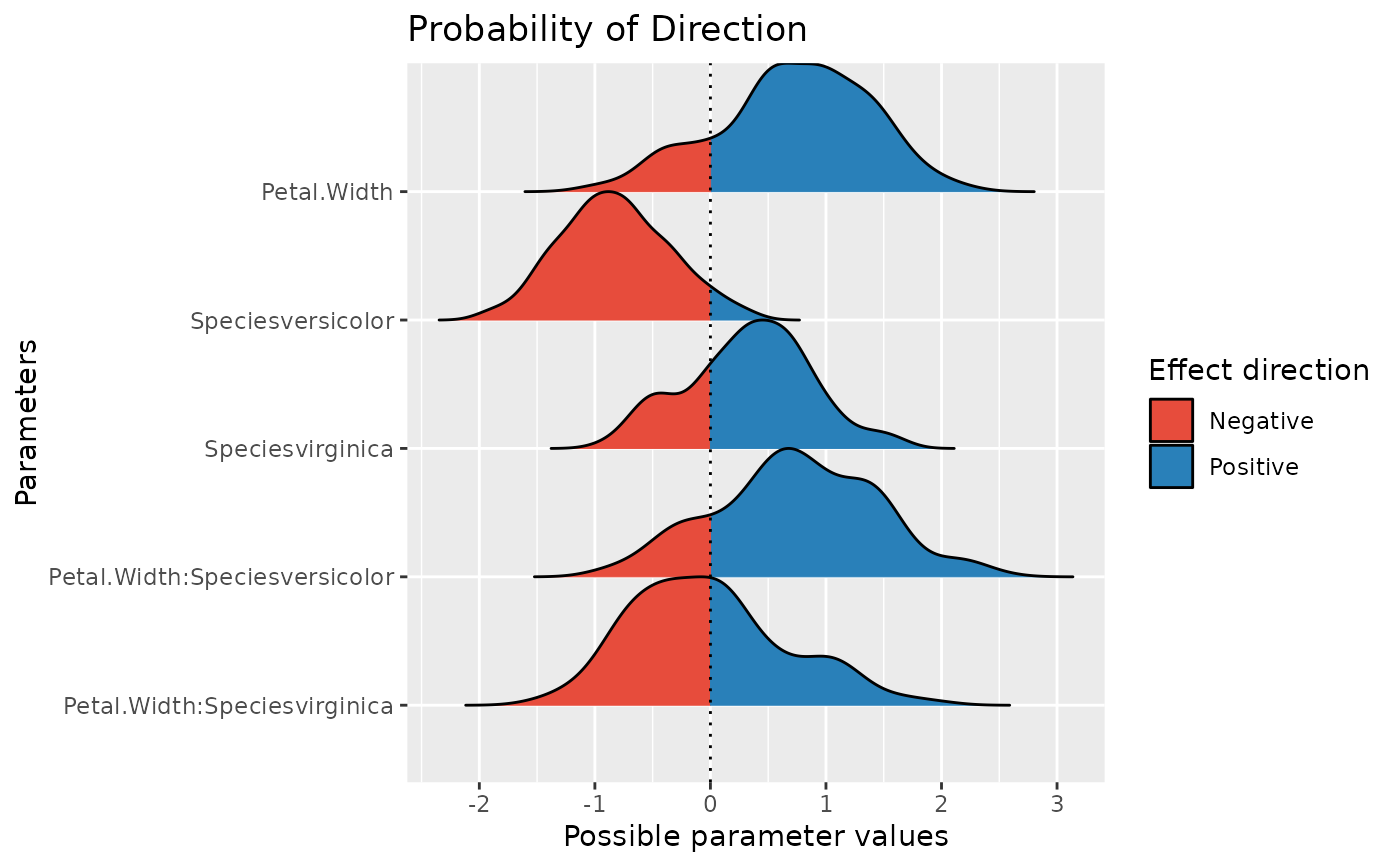 Probability of Direction
Petal.Width
Speciesversicolor
Speciesvirginica
Petal.Width:Speciesversicolor
Petal.Width:Speciesvirginica
Parameters
-2 -1 0 1 2 3
Possible parameter values
Effect direction
Negative
Positive